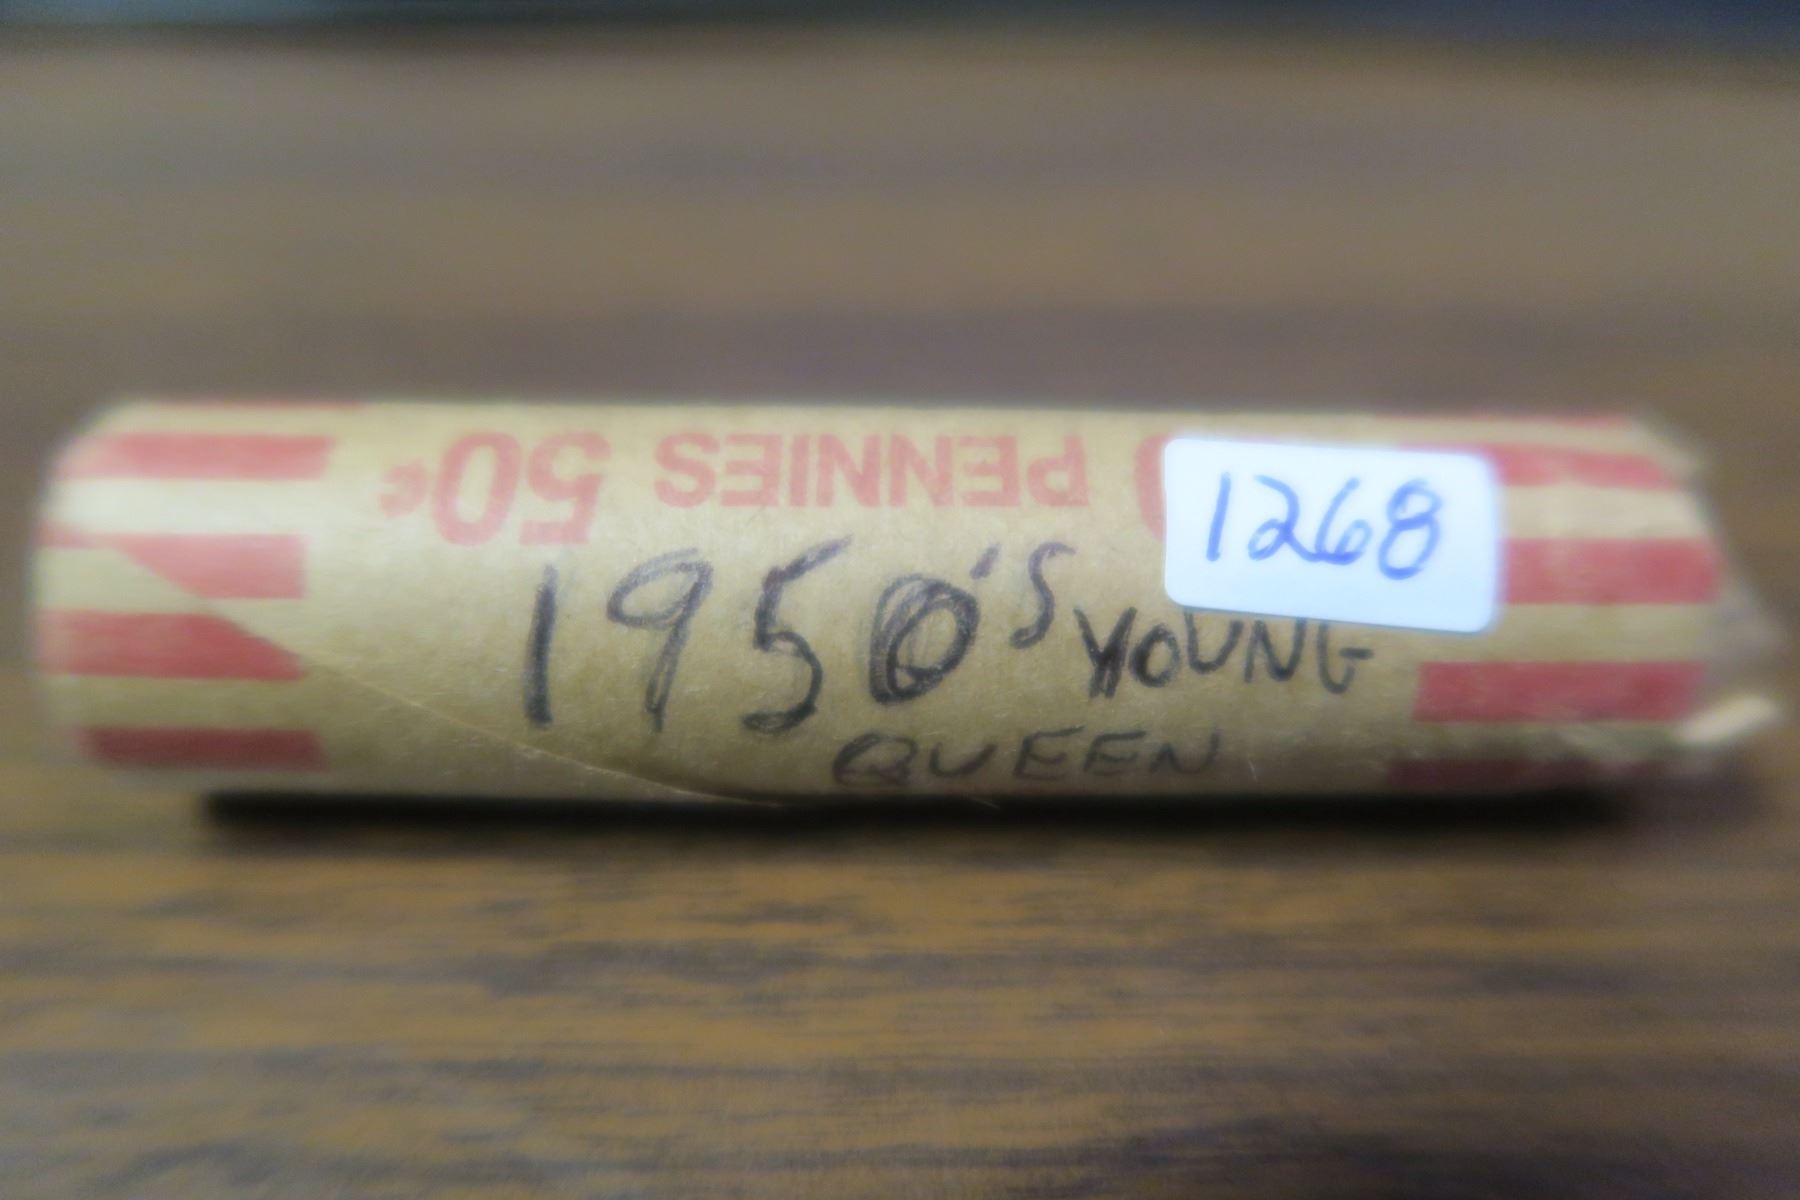 PENNIES 50¢
1268
1950'S YOUNG
QUEEN